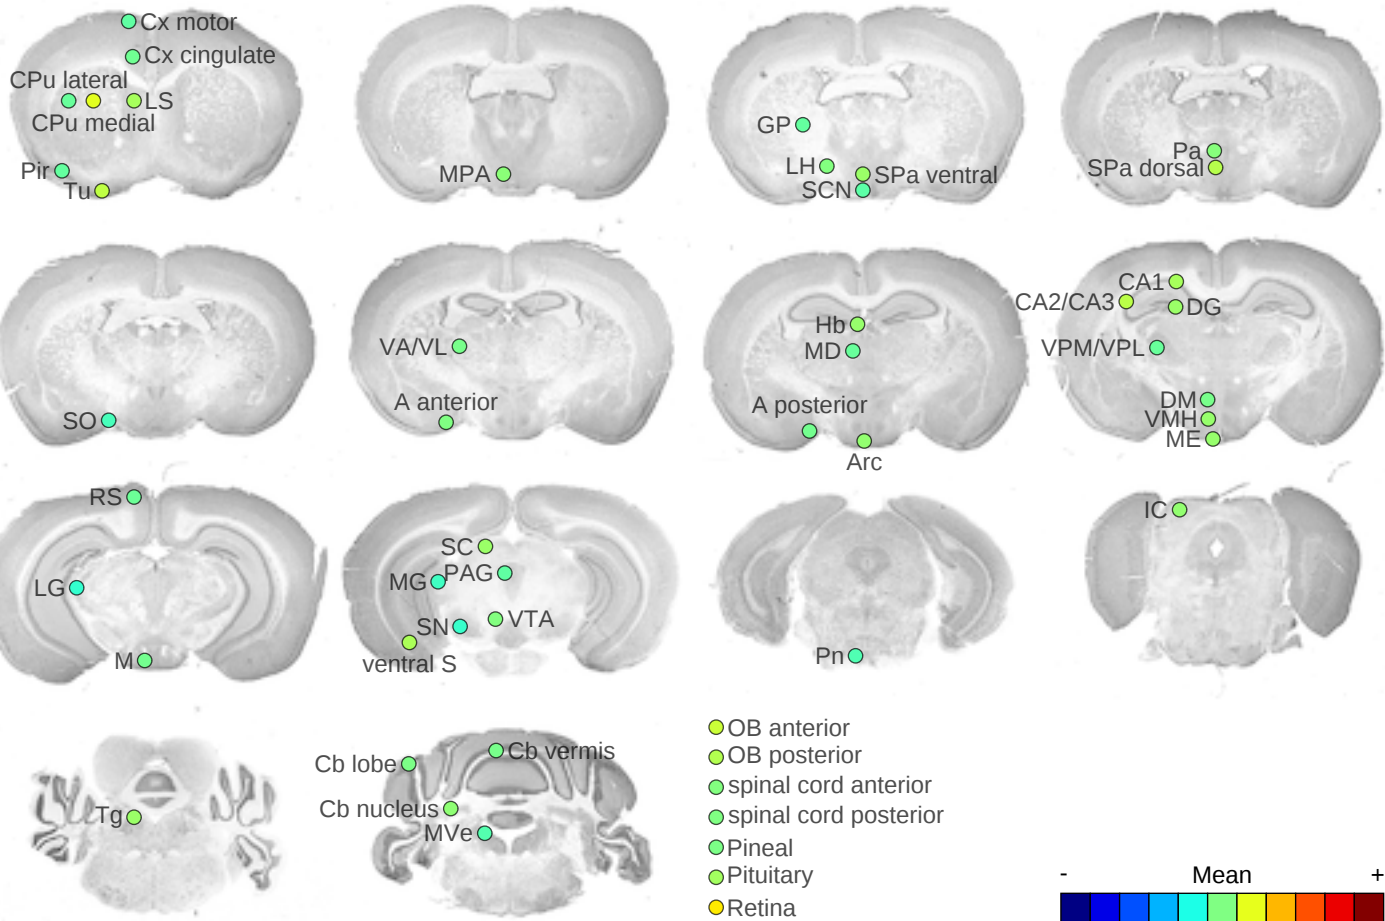 Cx motor
Cx cingulate
CPu lateral
LS
CPu medial
Pir
Tu
MPA
GP
LH
SPa ventral
SCN
Pa
SPa dorsal
SO
VA/VL
A anterior
Hb
MD
A posterior
Arc
CA1
CA2/CA3
DG
VPM/VPL
DM
VMH
ME
RS
LG
M
SC
MG
PAG
SN
VTA
ventral S
Pn
IC
Tg
Cb lobe
Cb vermis
Cb nucleus
MVe
OB anterior
OB posterior
spinal cord anterior
spinal cord posterior
Pineal
Pituitary
Retina
- Mean +